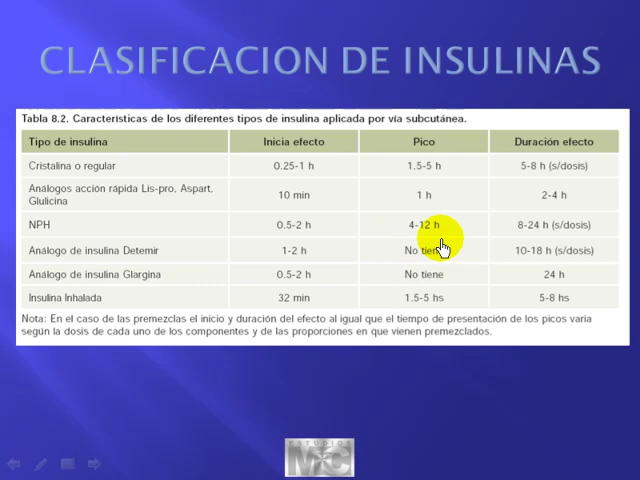 CLASIFICACION DE INSULINAS
Tabla 8.2. Características de los diferentes tipos de insulina aplicada por vía subcutánea.
Tipo de insulina Inicia efecto Pico Duración efecto
Cristalina o regular 0.25-1 h 1.5-5 h 5-8 h (s/dosis)
Análogos acción rápida Lis-pro, Aspart, Glulicina 10 min 1 h 2-4 h
NPH 0.5-2 h 4-12 h 8-24 h (s/dosis)
Análogo de insulina Detemir 1-2 h No tiene 10-18 h (s/dosis)
Análogo de insulina Glargina 0.5-2 h No tiene 24 h
Insulina Inhalada 32 min 1.5-5 hs 5-8 hs
Nota: En el caso de las premezclas el inicio y duración del efecto al igual que el tiempo de presentación de los picos varia
según la dosis de cada uno de los componentes y de las proporciones en que vienen premezclados.
ESTUDIOS
MC